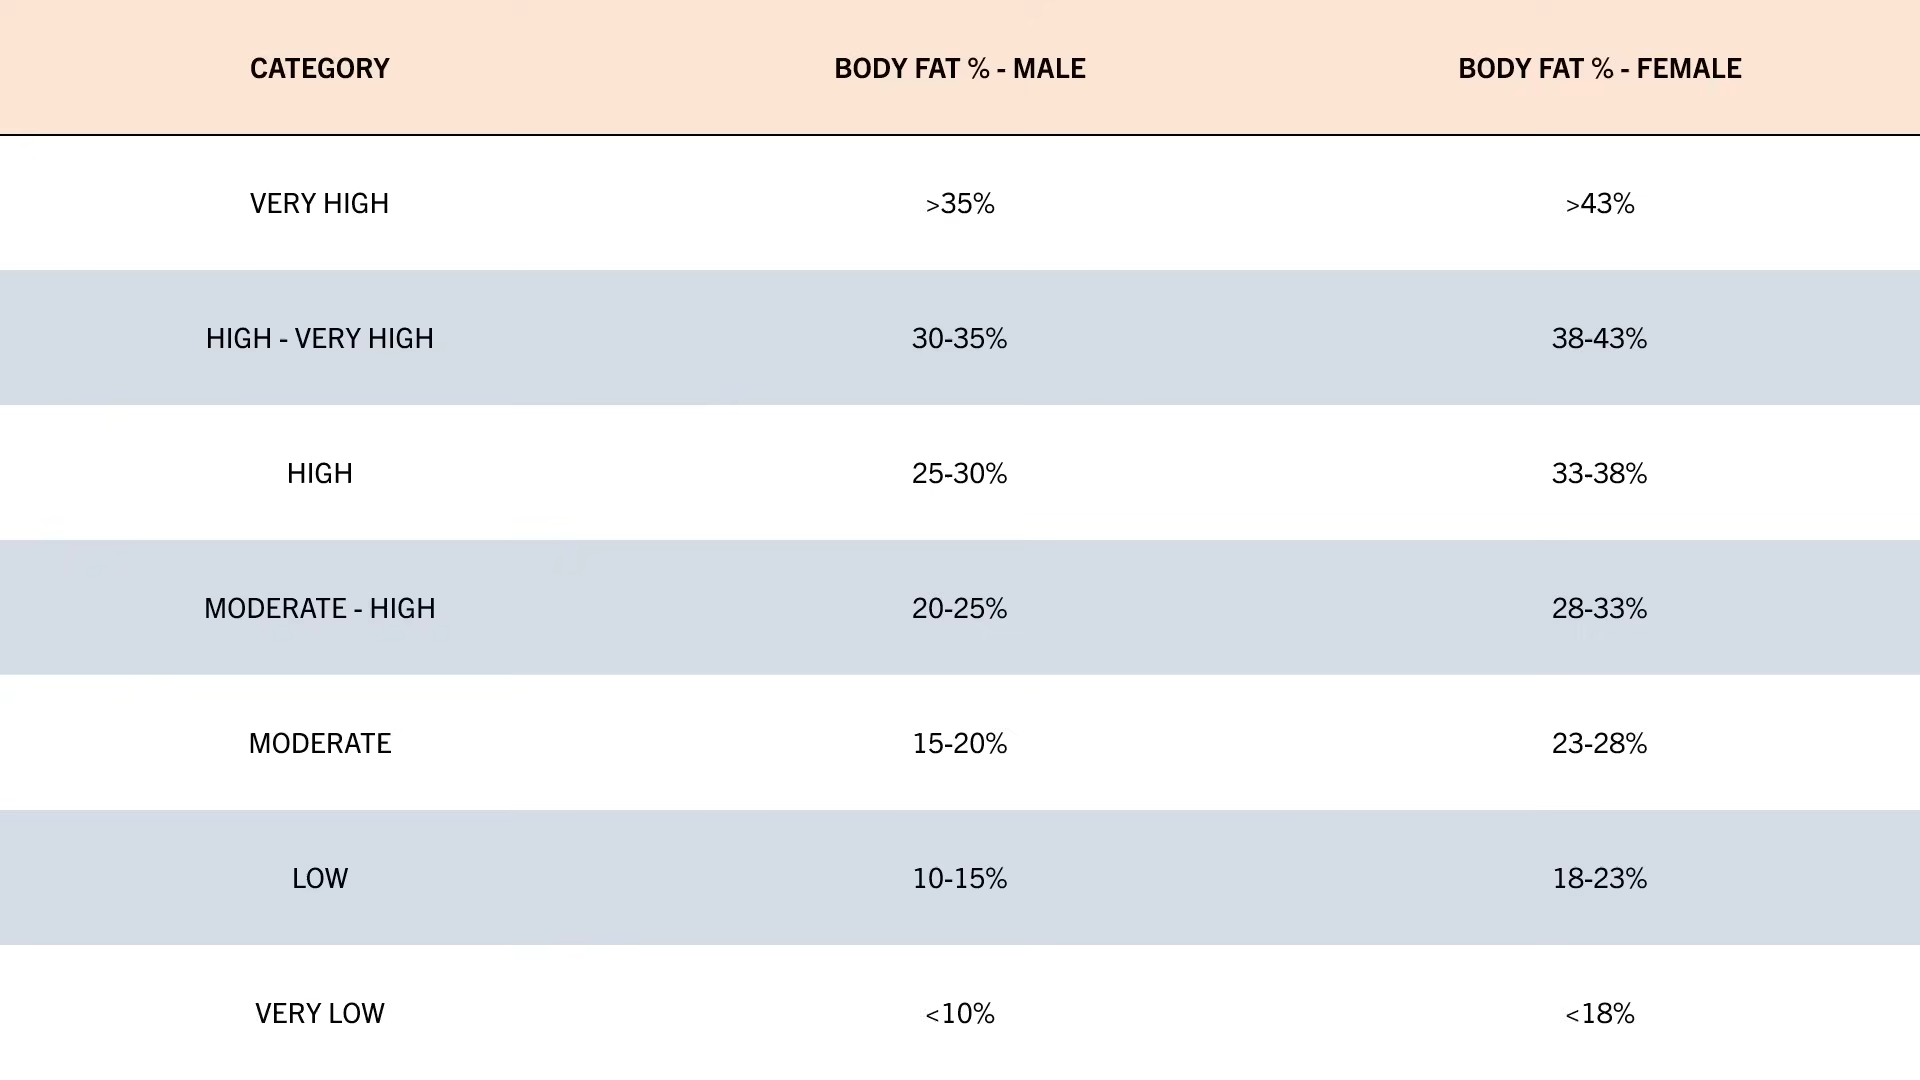 CATEGORY BODY FAT % - MALE BODY FAT % - FEMALE
VERY HIGH >35% >43%
HIGH - VERY HIGH 30-35% 38-43%
HIGH 25-30% 33-38%
MODERATE - HIGH 20-25% 28-33%
MODERATE 15-20% 23-28%
LOW 10-15% 18-23%
VERY LOW <10% <18%